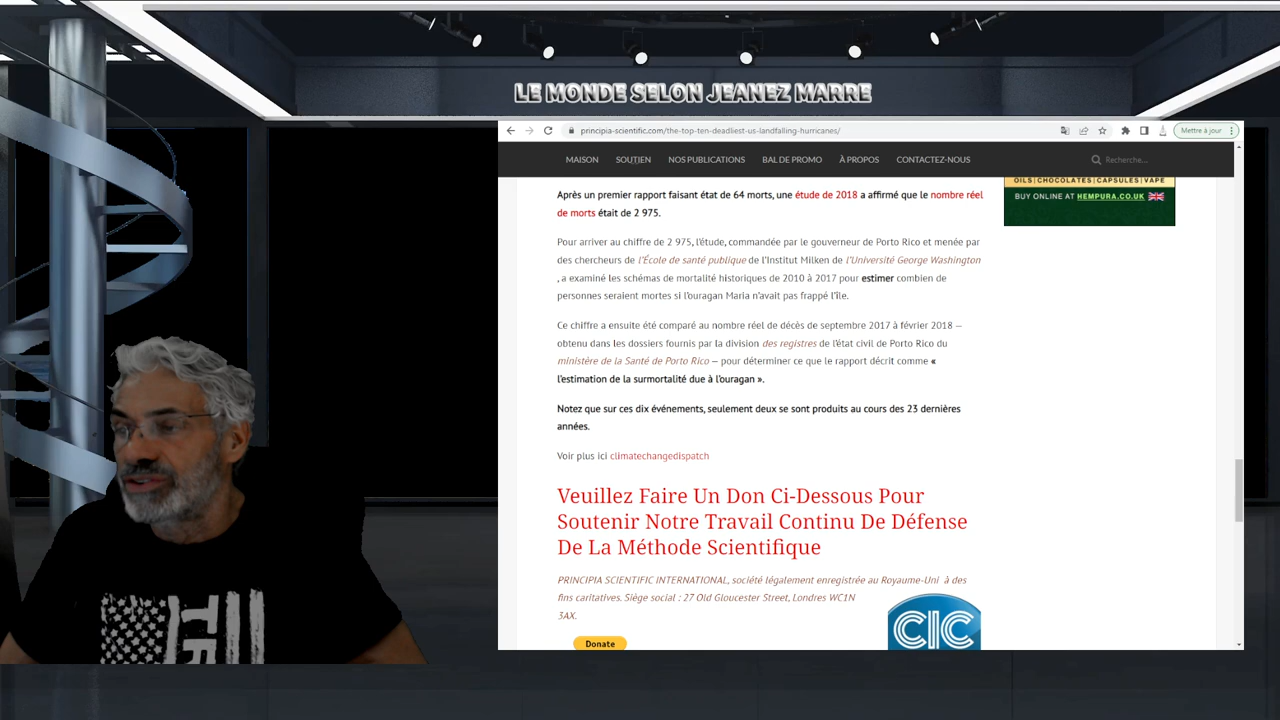 LE MONDE SELON JEANEZ MARRE
principia-scientific.com/the-top-ten-deadliest-us-landfalling-hurricanes/
Mettre à jour
MAISON SOUTIEN NOS PUBLICATIONS BAL DE PROMO À PROPOS CONTACTEZ-NOUS Recherche...
OILS|CHOCOLATES|CAPSULES|VAPE
BUY ONLINE AT HEMPURA.CO.UK
Après un premier rapport faisant état de 64 morts, une étude de 2018 a affirmé que le nombre réel
de morts était de 2 975.
Pour arriver au chiffre de 2 975, l'étude, commandée par le gouverneur de Porto Rico et menée par
des chercheurs de l'École de santé publique de l'Institut Milken de l'Université George Washington
, a examiné les schémas de mortalité historiques de 2010 à 2017 pour estimer combien de
personnes seraient mortes si l'ouragan Maria n'avait pas frappé l'île.
Ce chiffre a ensuite été comparé au nombre réel de décès de septembre 2017 à février 2018 —
obtenu dans les dossiers fournis par la division des registres de l'état civil de Porto Rico du
ministère de la Santé de Porto Rico — pour déterminer ce que le rapport décrit comme «
l'estimation de la surmortalité due à l'ouragan ».
Notez que sur ces dix événements, seulement deux se sont produits au cours des 23 dernières
années.
Voir plus ici climatechangedispatch
Veuillez Faire Un Don Ci-Dessous Pour
Soutenir Notre Travail Continu De Défense
De La Méthode Scientifique
PRINCIPIA SCIENTIFIC INTERNATIONAL, société légalement enregistrée au Royaume-Uni à des
fins caritatives. Siège social : 27 Old Gloucester Street, Londres WC1N
3AX.
CIC
Donate